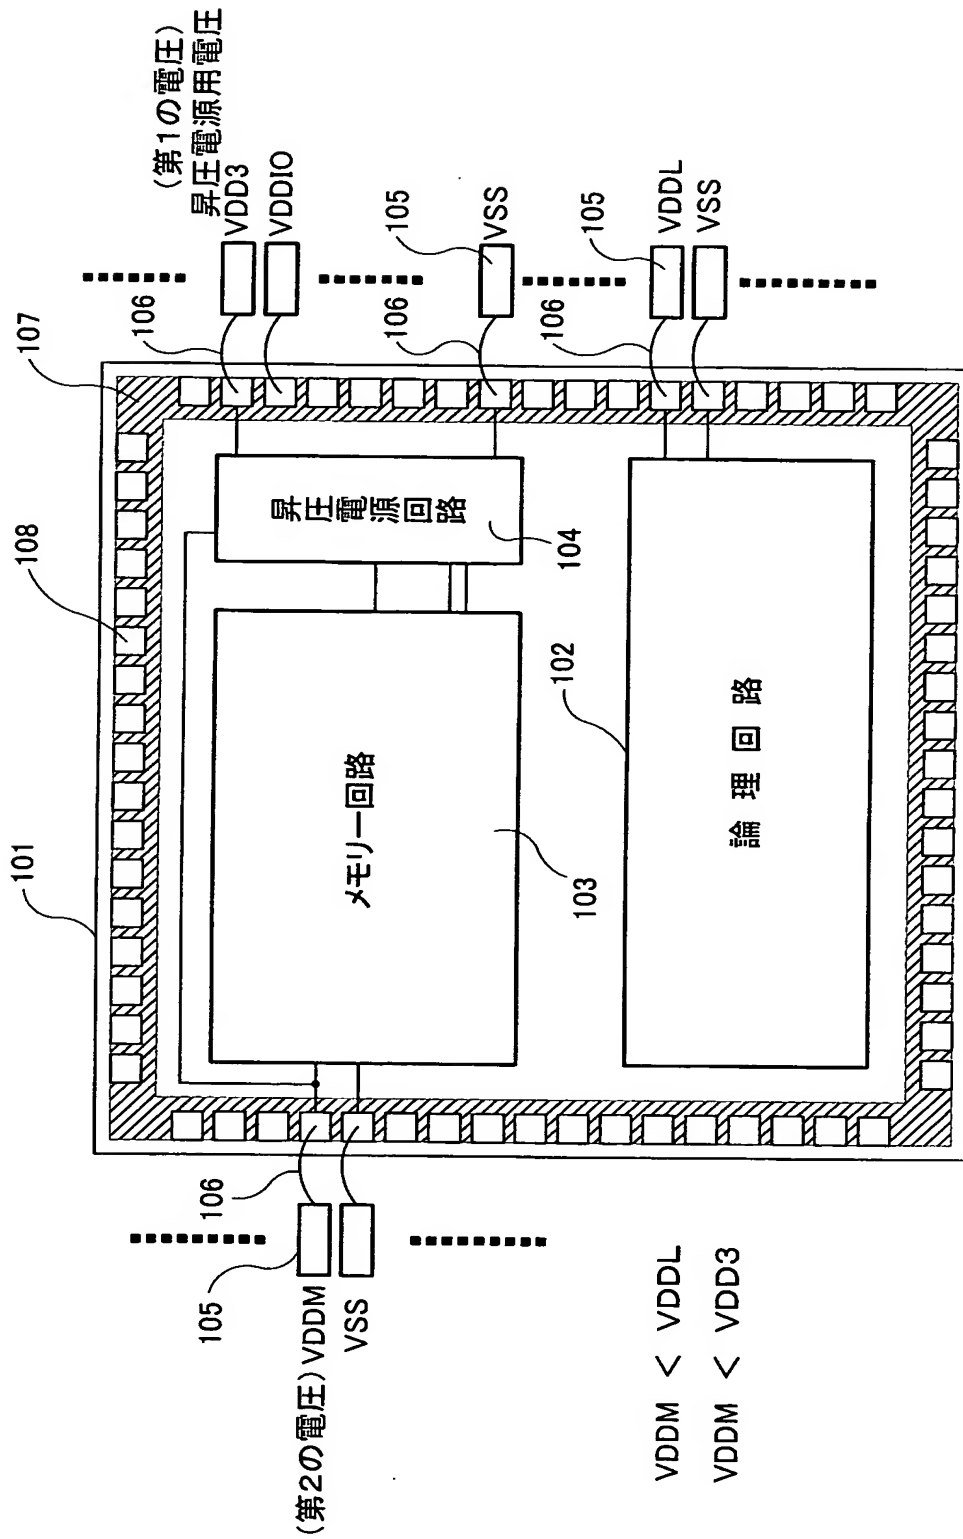 101
108
107
106
(第1の電圧)
昇圧電源用電圧
VDD3
VDDIO
昇圧電源回路
104
106
105
VSS
メモリー回路
103
102
論理回路
106
105
VDDL
VSS
106
105
(第2の電圧)VDDM
VSS
VDDM < VDDL
VDDM < VDD3